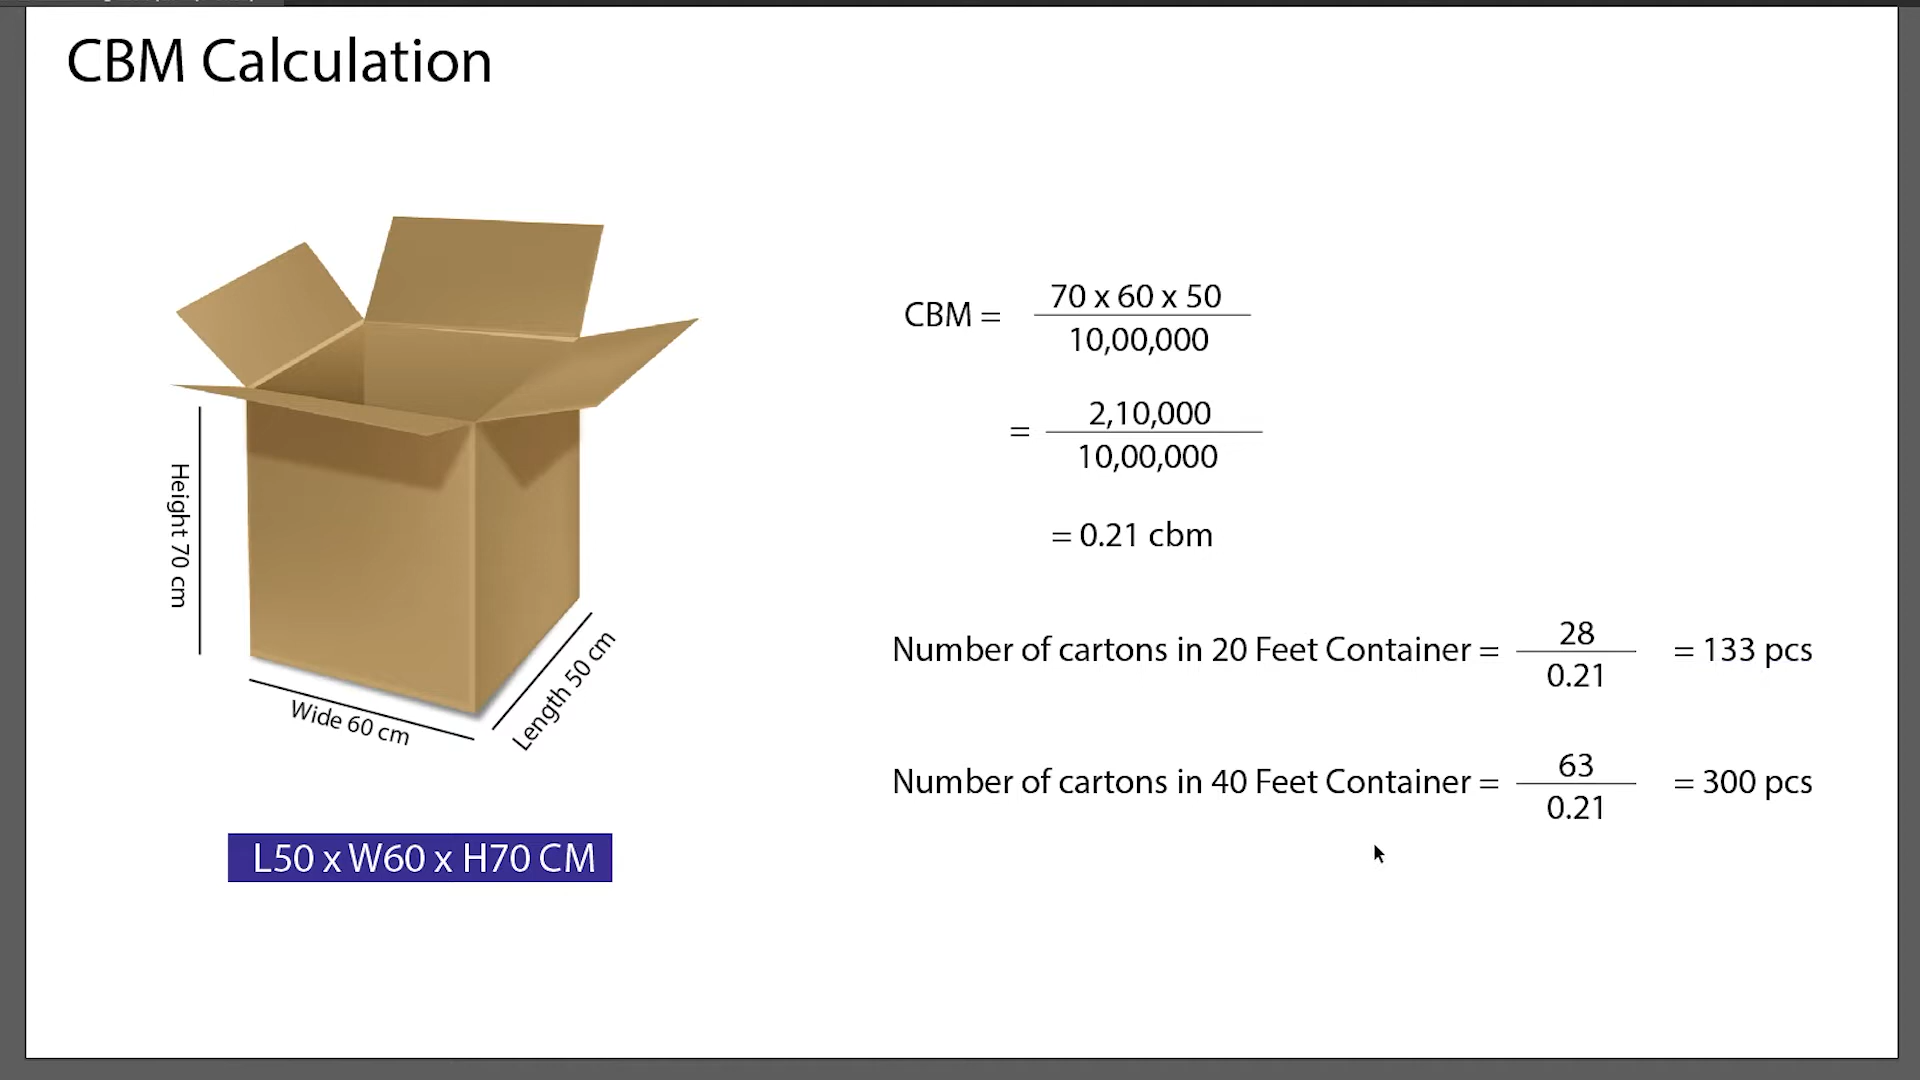 CBM Calculation
Height 70 cm
Wide 60 cm
Length 50 cm
L50 x W60 x H70 CM
CBM = 70 x 60 x 50
10,00,000
= 2,10,000
10,00,000
= 0.21 cbm
Number of cartons in 20 Feet Container = 28 = 133 pcs
0.21
Number of cartons in 40 Feet Container = 63 = 300 pcs
0.21